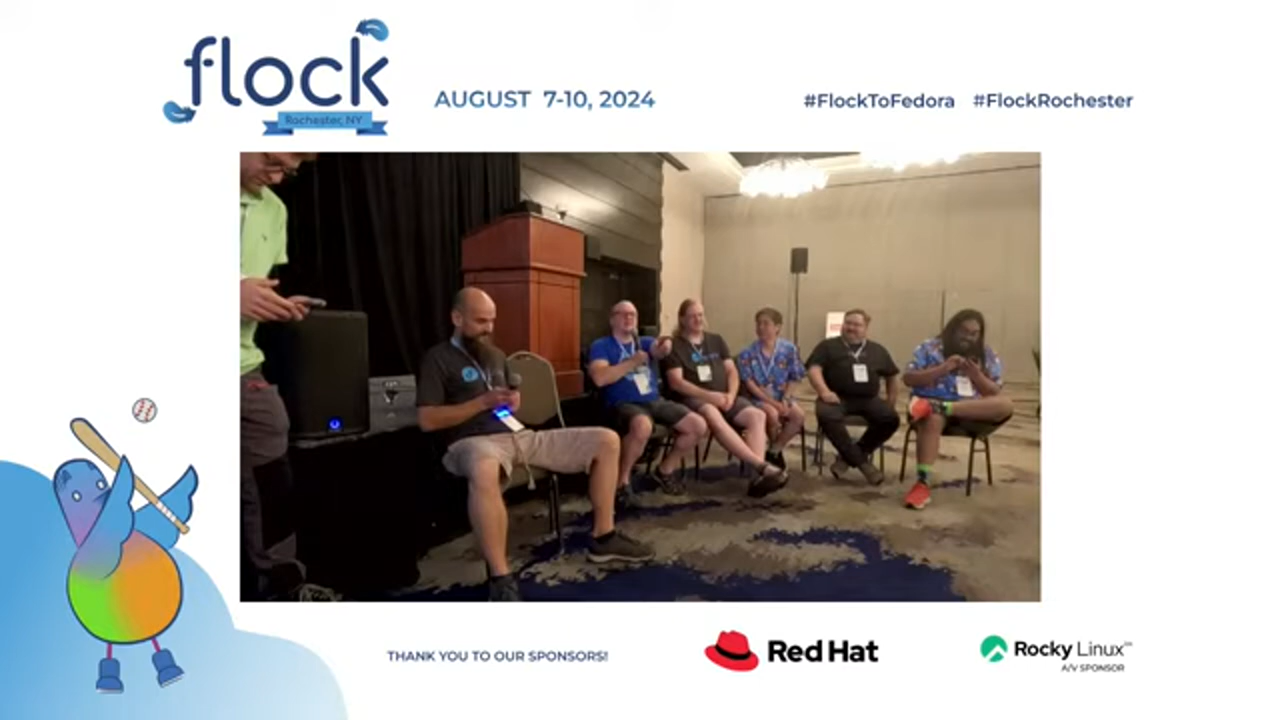 flock
Rochester, NY
AUGUST 7-10, 2024
#FlockToFedora #FlockRochester
THANK YOU TO OUR SPONSORS!
Red Hat
Rocky Linux
A/V SPONSOR